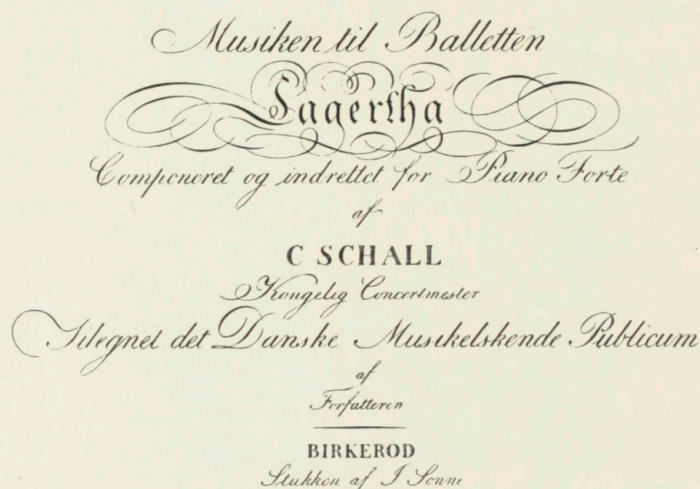 Musiken til Balletten
Lagertha
Componeret og indrettet for Piano Forte
af
C SCHALL
Kongelig Concertmester
Tilegnet det Danske Musikelskende Publicum
af
Forfatteren
BIRKEROD
Stukken af I Sonne